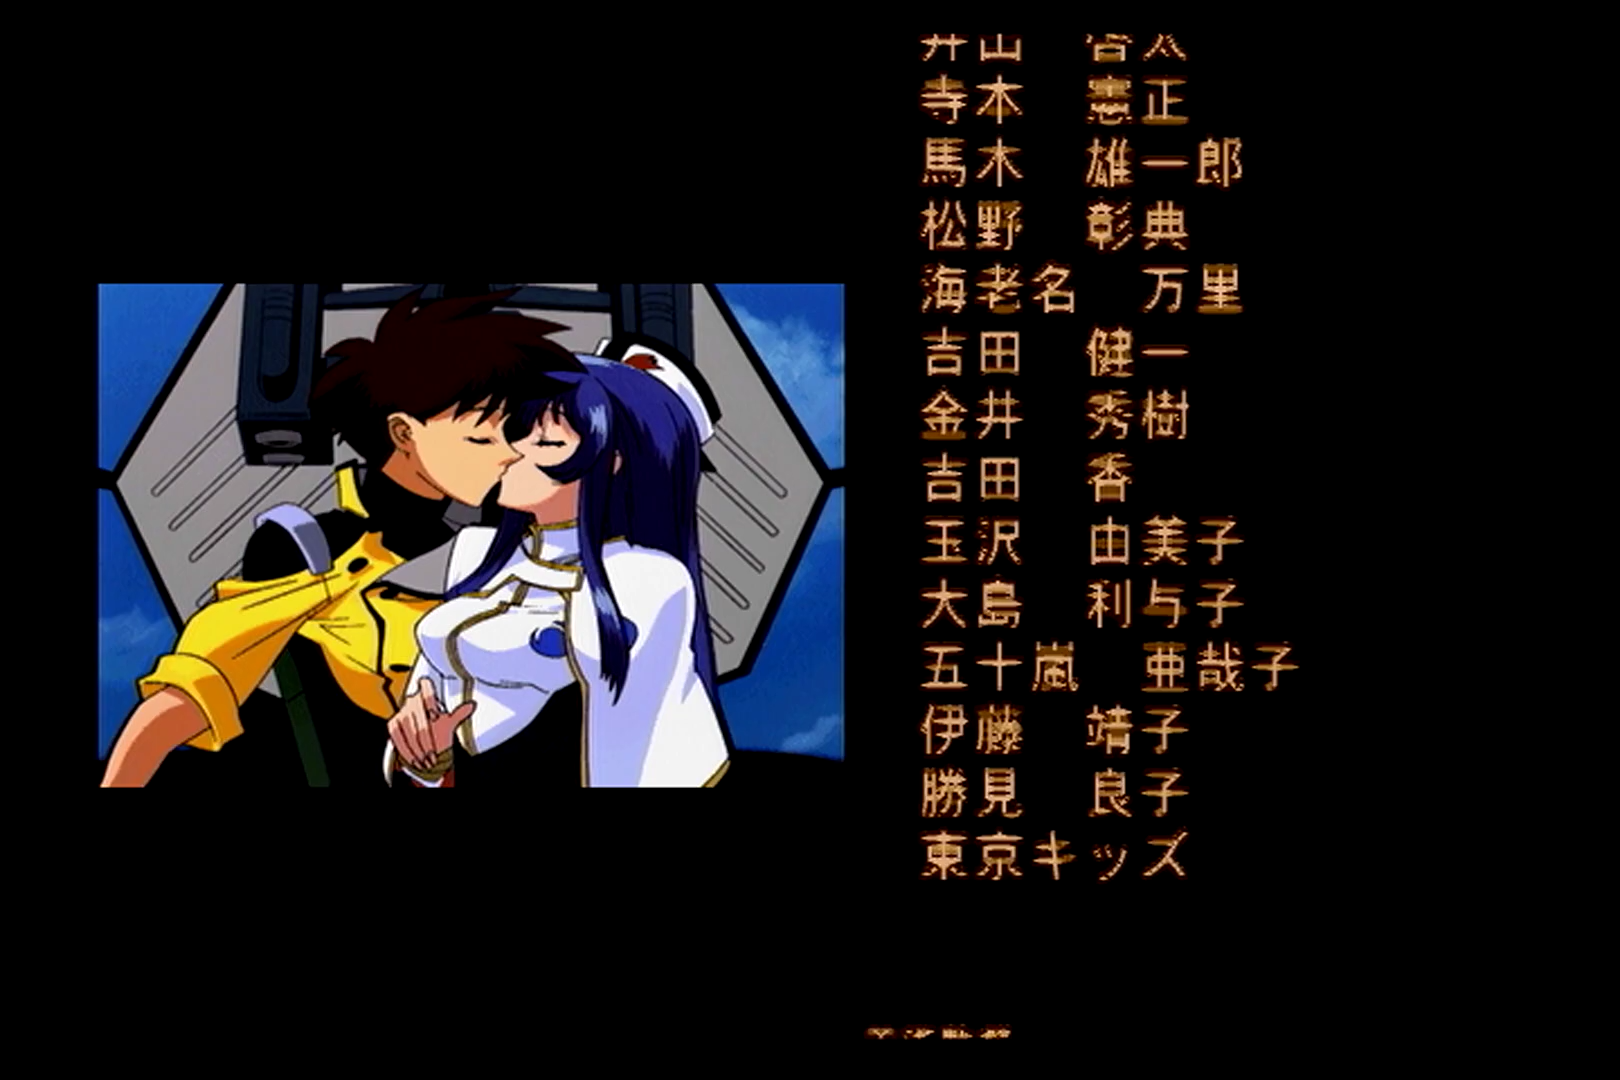 寺本　憲正
馬木　雄一郎
松野　彰典
海老名　万里
吉田　健一
金井　秀樹
吉田　香
玉沢　由美子
大島　利与子
五十嵐　亜哉子
伊藤　靖子
勝見　良子
東京キッズ